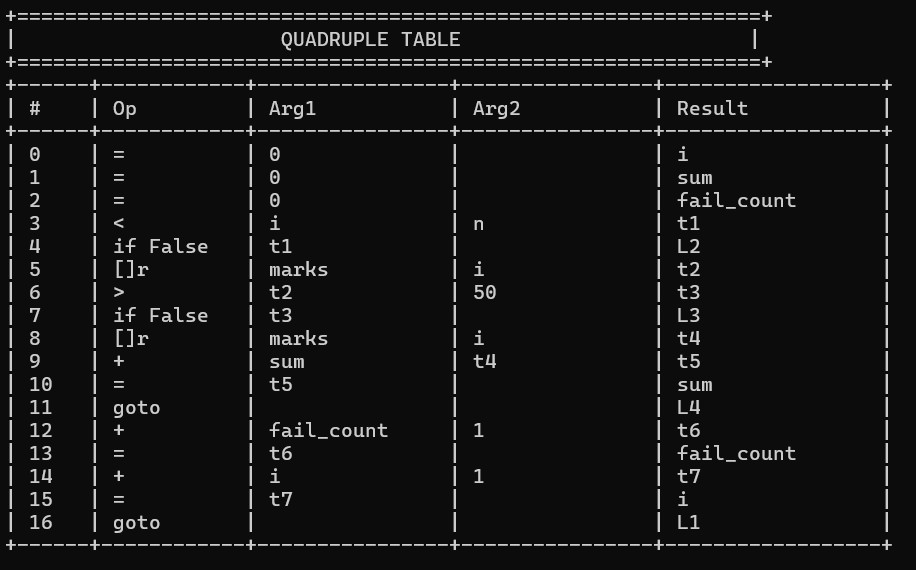 +==============================================================+
| QUADRUPLE TABLE |
+==============================================================+
+------+------------+----------------+----------------+------------------+
| # | Op | Arg1 | Arg2 | Result |
+------+------------+----------------+----------------+------------------+
| 0 | = | 0 | | i |
| 1 | = | 0 | | sum |
| 2 | = | 0 | | fail_count |
| 3 | < | i | n | t1 |
| 4 | if False | t1 | | L2 |
| 5 | []r | marks | i | t2 |
| 6 | > | t2 | 50 | t3 |
| 7 | if False | t3 | | L3 |
| 8 | []r | marks | i | t4 |
| 9 | + | sum | t4 | t5 |
| 10 | = | t5 | | sum |
| 11 | goto | | | L4 |
| 12 | + | fail_count | 1 | t6 |
| 13 | = | t6 | | fail_count |
| 14 | + | i | 1 | t7 |
| 15 | = | t7 | | i |
| 16 | goto | | | L1 |
+------+------------+----------------+----------------+------------------+